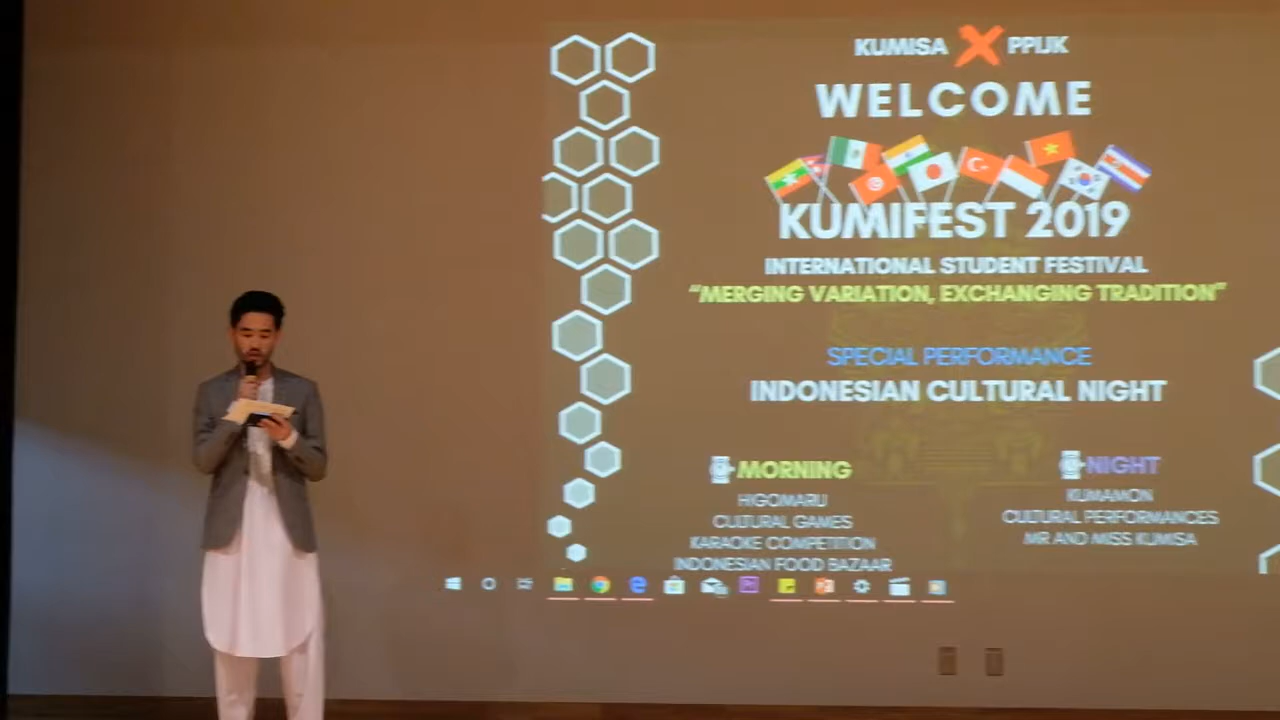 KUMISA X PPIJK
WELCOME
KUMIFEST 2019
INTERNATIONAL STUDENT FESTIVAL
"MERGING VARIATION, EXCHANGING TRADITION"
SPECIAL PERFORMANCE
INDONESIAN CULTURAL NIGHT
MORNING
HIGOMARU
CULTURAL GAMES
KARAOKE COMPETITION
INDONESIAN FOOD BAZAAR
NIGHT
KUMAMON
CULTURAL PERFORMANCES
MR AND MISS KUMISA